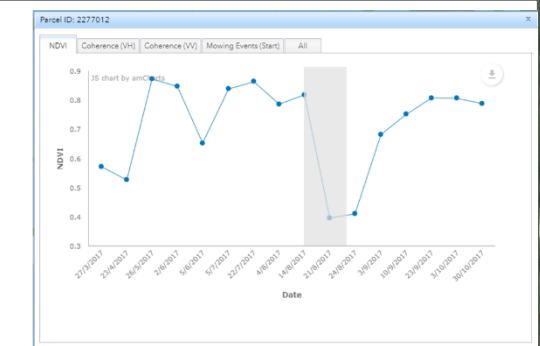 Parcel ID: 2277012 ×
NDVI Coherence (VH) Coherence (VV) Mowing Events (Start) All
JS chart by amCharts
0.9
0.8
0.7
0.6
0.5
0.4
0.3
NDVI
27/3/2017 23/4/2017 26/5/2017 2/6/2017 5/6/2017 5/7/2017 22/7/2017 4/8/2017 14/8/2017 21/8/2017 24/8/2017 3/9/2017 10/9/2017 23/9/2017 3/10/2017 30/10/2017
Date